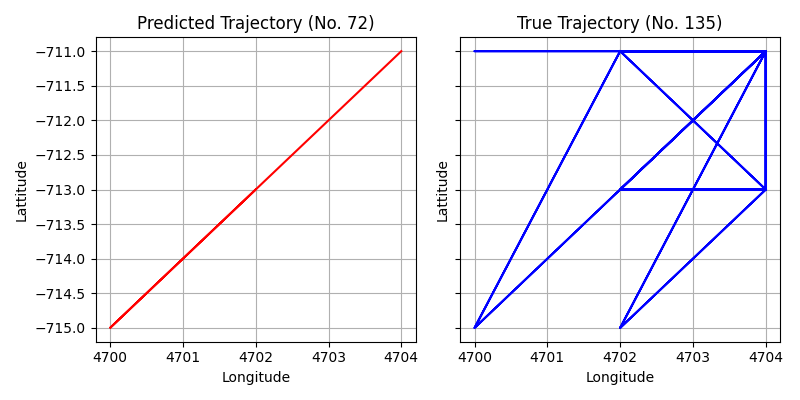 Predicted Trajectory (No. 72)
True Trajectory (No. 135)
Lattitude
−711.0
−711.5
−712.0
−712.5
−713.0
−713.5
−714.0
−714.5
−715.0
4700 4701 4702 4703 4704
Longitude
Lattitude
4700 4701 4702 4703 4704
Longitude